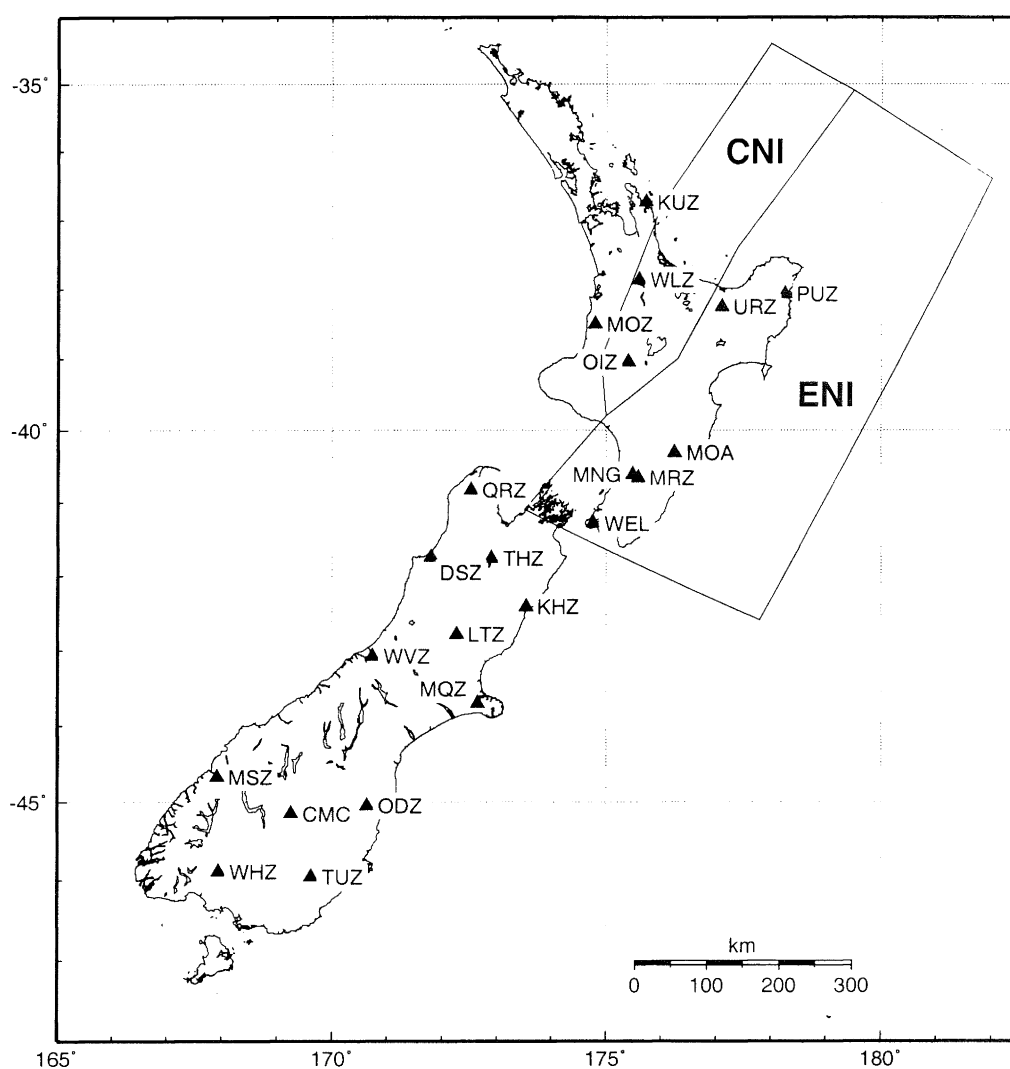 -35°
CNI
KUZ
WLZ
URZ
PUZ
MOZ
OIZ
ENI
-40°
MOA
MNG
MRZ
QRZ
WEL
DSZ
THZ
KHZ
LTZ
WVZ
MQZ
MSZ
-45°
CMC
ODZ
WHZ
TUZ
km
0 100 200 300
165° 170° 175° 180°